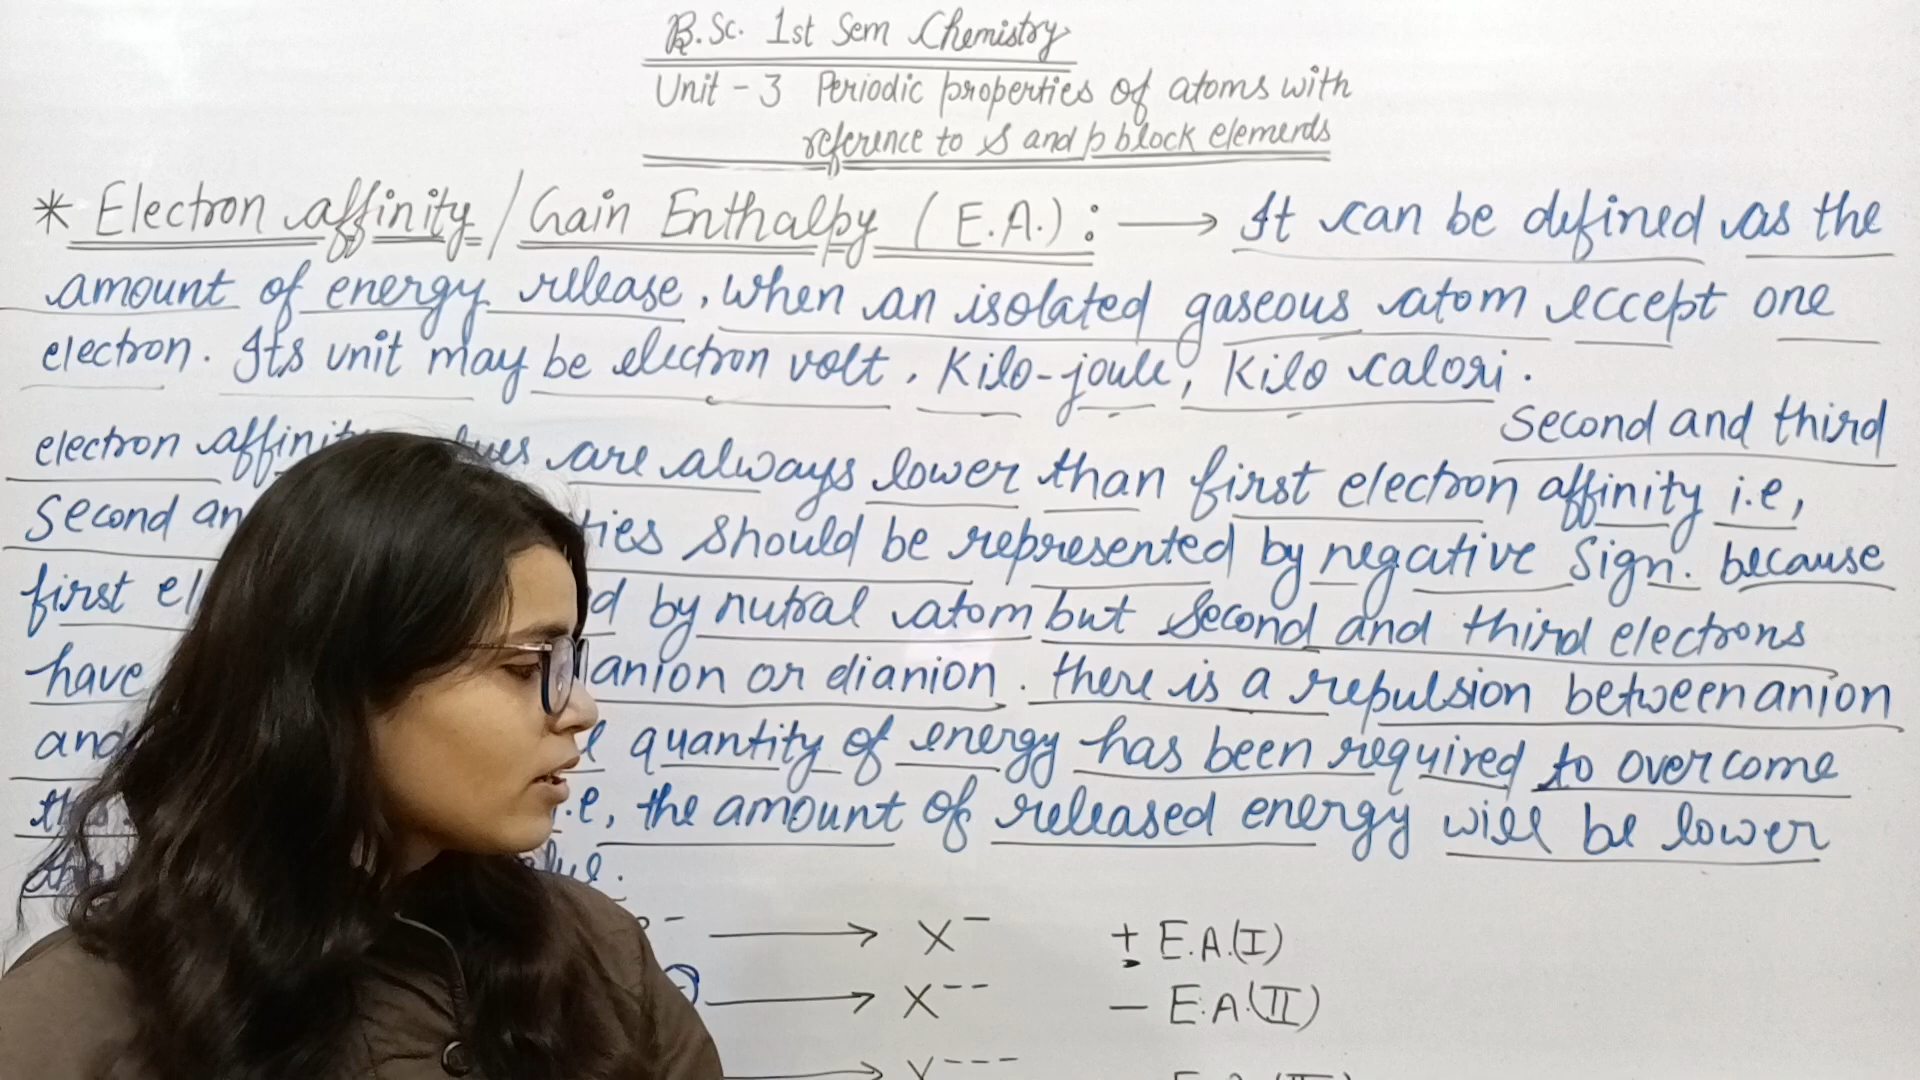 B.Sc. 1st Sem Chemistry
Unit - 3 Periodic properties of atoms with
reference to s and p block elements
* Electron affinity / Gain Enthalpy ( E.A.) : → It can be defined as the
amount of energy release, when an isolated gaseous atom eccept one
electron. Its unit may be electron volt, Kilo-joule, Kilo calori.
Second and third
electron are always lower than first electron affinity i.e,
Second should be represented by negative Sign. because
first by nutral atom but Second and third electrons
have anion or dianion. there is a repulsion between anion
and quantity of energy has been required to overcome
i.e, the amount of released energy will be lower
→ X⁻ + E.A.(I)
→ X⁻⁻ − E.A.(II)